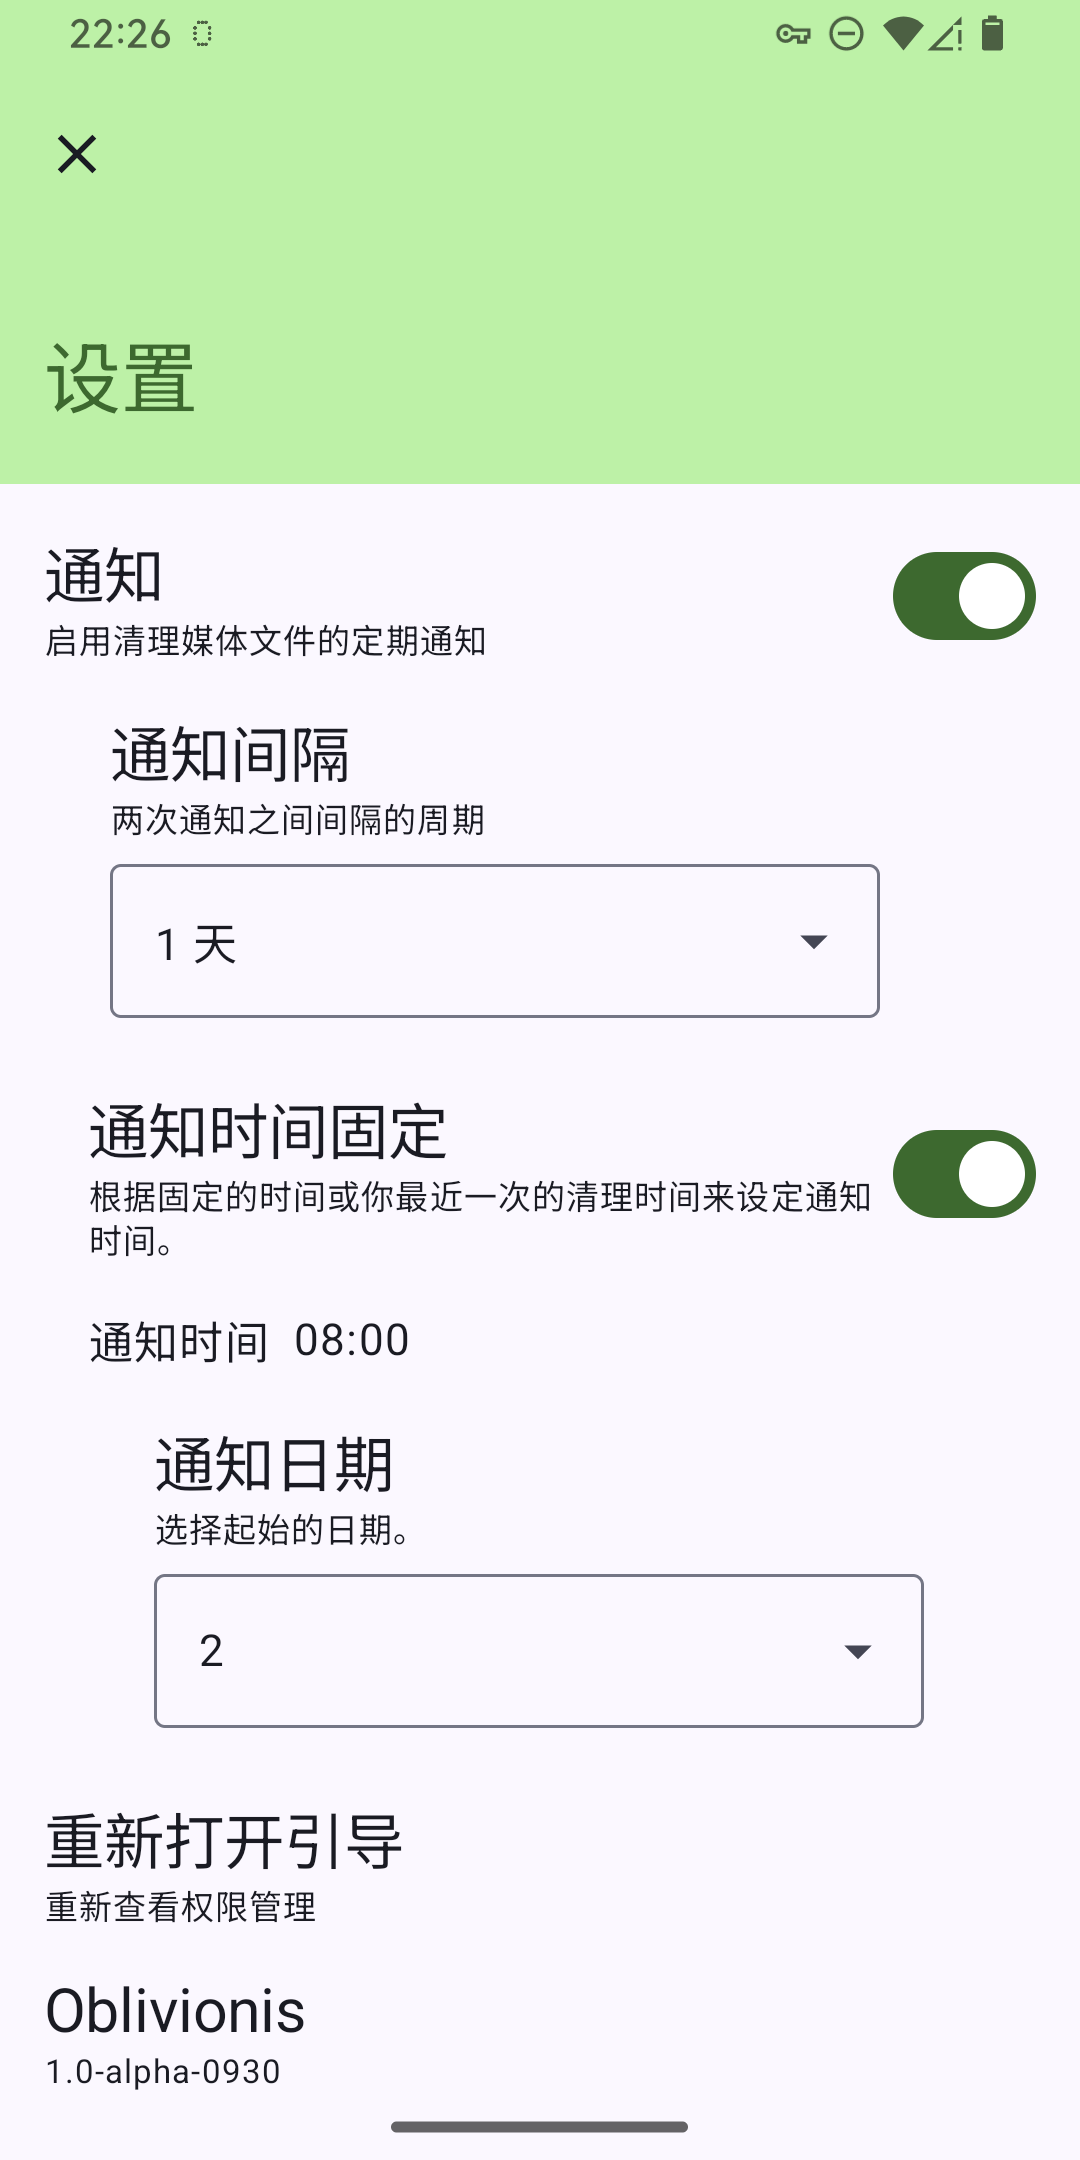 22:26
设置
通知
启用清理媒体文件的定期通知
通知间隔
两次通知之间间隔的周期
1 天
通知时间固定
根据固定的时间或你最近一次的清理时间来设定通知
时间。
通知时间 08:00
通知日期
选择起始的日期。
2
重新打开引导
重新查看权限管理
Oblivionis
1.0-alpha-0930